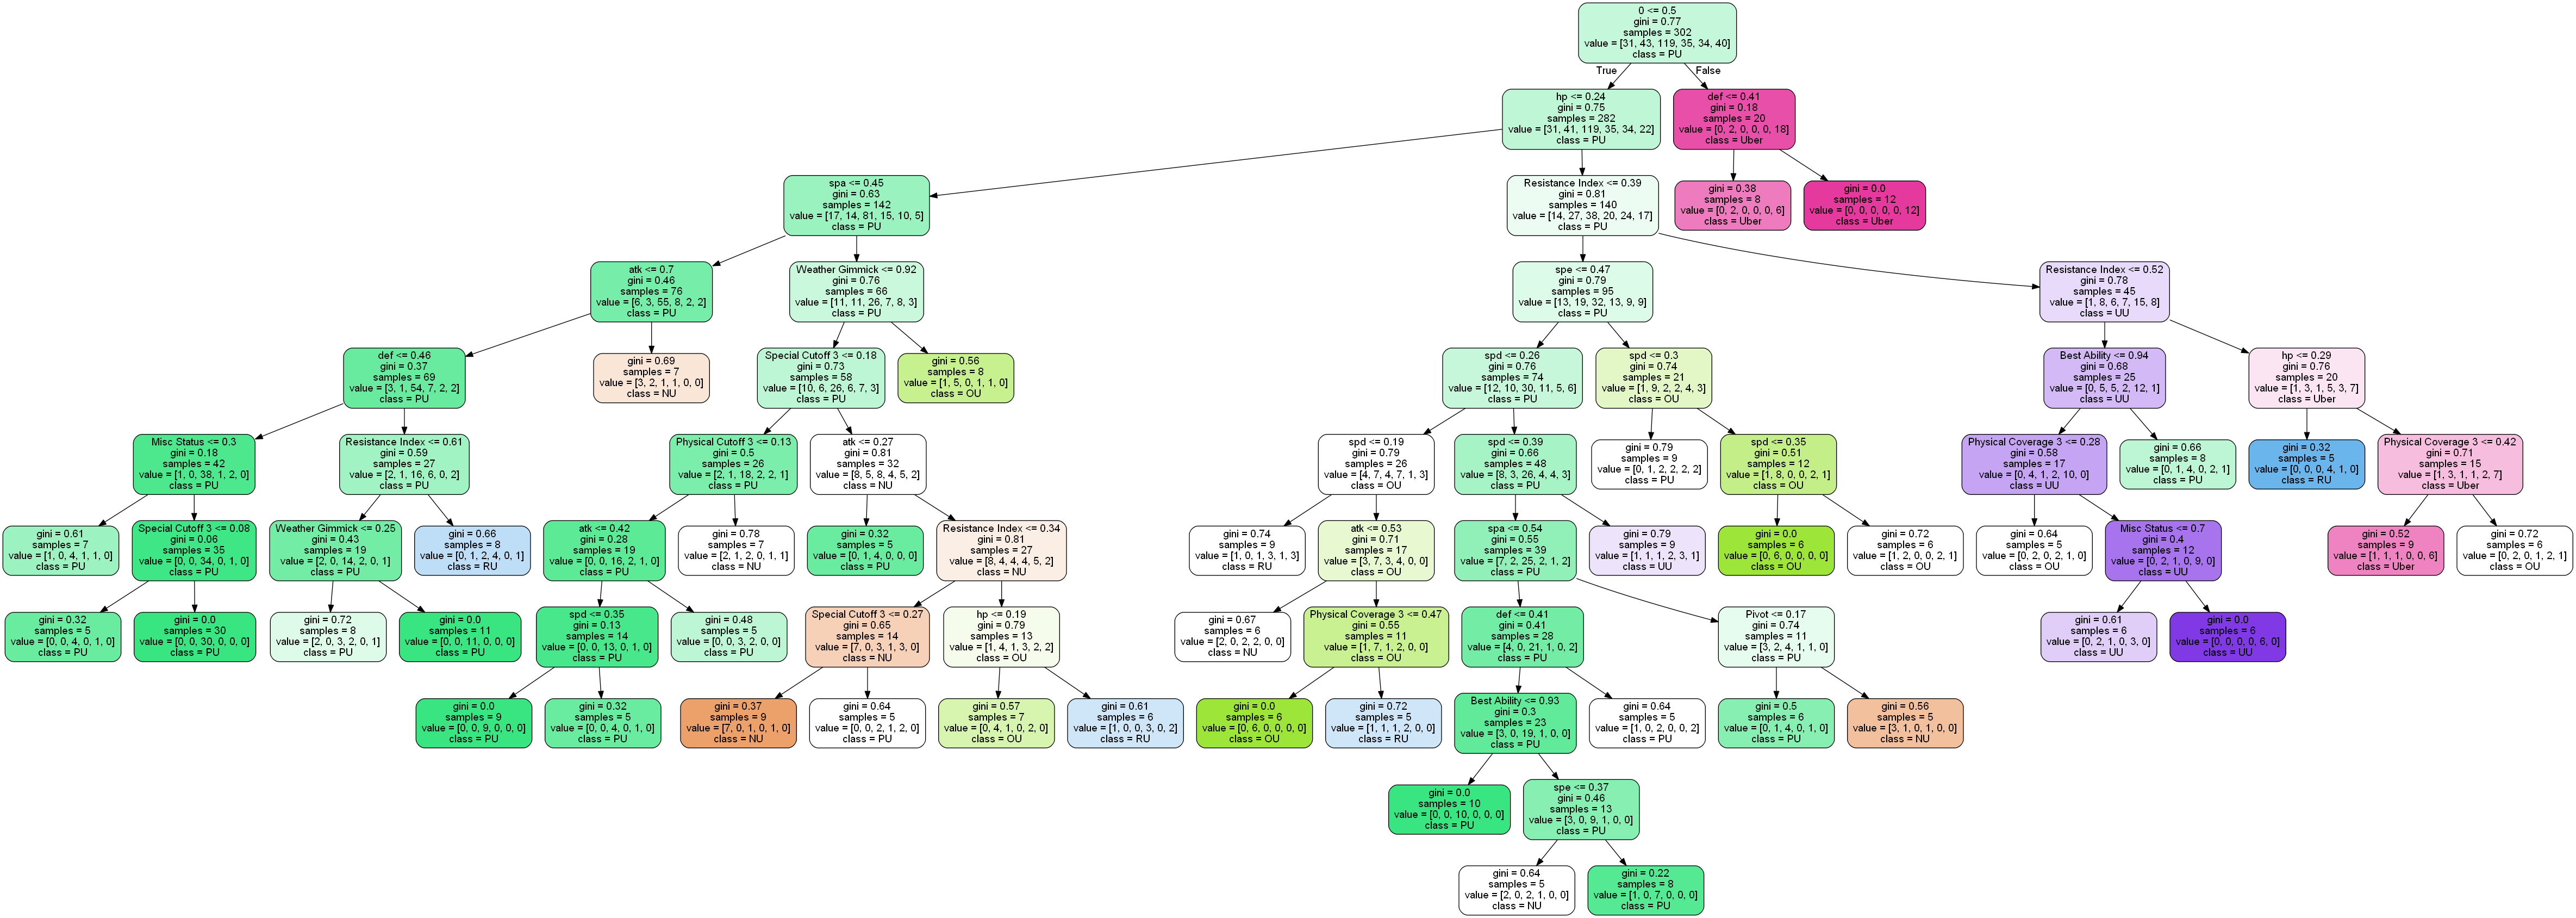 0 <= 0.5
gini = 0.77
samples = 302
value = [31, 43, 119, 35, 34, 40]
class = PU
True
False
hp <= 0.24
gini = 0.75
samples = 282
value = [31, 41, 119, 35, 34, 22]
class = PU
def <= 0.41
gini = 0.18
samples = 20
value = [0, 2, 0, 0, 0, 18]
class = Uber
spa <= 0.45
gini = 0.63
samples = 142
value = [17, 14, 81, 15, 10, 5]
class = PU
Resistance Index <= 0.39
gini = 0.81
samples = 140
value = [14, 27, 38, 20, 24, 17]
class = PU
gini = 0.38
samples = 8
value = [0, 2, 0, 0, 0, 6]
class = Uber
gini = 0.0
samples = 12
value = [0, 0, 0, 0, 0, 12]
class = Uber
atk <= 0.7
gini = 0.46
samples = 76
value = [6, 3, 55, 8, 2, 2]
class = PU
Weather Gimmick <= 0.92
gini = 0.76
samples = 66
value = [11, 11, 26, 7, 8, 3]
class = PU
spe <= 0.47
gini = 0.79
samples = 95
value = [13, 19, 32, 13, 9, 9]
class = PU
Resistance Index <= 0.52
gini = 0.78
samples = 45
value = [1, 8, 6, 7, 15, 8]
class = UU
def <= 0.46
gini = 0.37
samples = 69
value = [3, 1, 54, 7, 2, 2]
class = PU
gini = 0.69
samples = 7
value = [3, 2, 1, 1, 0, 0]
class = NU
Special Cutoff 3 <= 0.18
gini = 0.73
samples = 58
value = [10, 6, 26, 6, 7, 3]
class = PU
gini = 0.56
samples = 8
value = [1, 5, 0, 1, 1, 0]
class = OU
spd <= 0.26
gini = 0.76
samples = 74
value = [12, 10, 30, 11, 5, 6]
class = PU
spd <= 0.3
gini = 0.74
samples = 21
value = [1, 9, 2, 2, 4, 3]
class = OU
Best Ability <= 0.94
gini = 0.68
samples = 25
value = [0, 5, 5, 2, 12, 1]
class = UU
hp <= 0.29
gini = 0.76
samples = 20
value = [1, 3, 1, 5, 3, 7]
class = Uber
Misc Status <= 0.3
gini = 0.18
samples = 42
value = [1, 0, 38, 1, 2, 0]
class = PU
Resistance Index <= 0.61
gini = 0.59
samples = 27
value = [2, 1, 16, 6, 0, 2]
class = PU
Physical Cutoff 3 <= 0.13
gini = 0.5
samples = 26
value = [2, 1, 18, 2, 2, 1]
class = PU
atk <= 0.27
gini = 0.81
samples = 32
value = [8, 5, 8, 4, 5, 2]
class = NU
spd <= 0.19
gini = 0.79
samples = 26
value = [4, 7, 4, 7, 1, 3]
class = OU
spd <= 0.39
gini = 0.66
samples = 48
value = [8, 3, 26, 4, 4, 3]
class = PU
gini = 0.79
samples = 9
value = [0, 1, 2, 2, 2, 2]
class = PU
spd <= 0.35
gini = 0.51
samples = 12
value = [1, 8, 0, 0, 2, 1]
class = OU
Physical Coverage 3 <= 0.28
gini = 0.58
samples = 17
value = [0, 4, 1, 2, 10, 0]
class = UU
gini = 0.66
samples = 8
value = [0, 1, 4, 0, 2, 1]
class = PU
gini = 0.32
samples = 5
value = [0, 0, 0, 4, 1, 0]
class = RU
Physical Coverage 3 <= 0.42
gini = 0.71
samples = 15
value = [1, 3, 1, 1, 2, 7]
class = Uber
gini = 0.61
samples = 7
value = [1, 0, 4, 1, 1, 0]
class = PU
Special Cutoff 3 <= 0.08
gini = 0.06
samples = 35
value = [0, 0, 34, 0, 1, 0]
class = PU
Weather Gimmick <= 0.25
gini = 0.43
samples = 19
value = [2, 0, 14, 2, 0, 1]
class = PU
gini = 0.66
samples = 8
value = [0, 1, 2, 4, 0, 1]
class = RU
atk <= 0.42
gini = 0.28
samples = 19
value = [0, 0, 16, 2, 1, 0]
class = PU
gini = 0.78
samples = 7
value = [2, 1, 2, 0, 1, 1]
class = NU
gini = 0.32
samples = 5
value = [0, 1, 4, 0, 0, 0]
class = PU
Resistance Index <= 0.34
gini = 0.81
samples = 27
value = [8, 4, 4, 4, 5, 2]
class = NU
gini = 0.74
samples = 9
value = [1, 0, 1, 3, 1, 3]
class = RU
atk <= 0.53
gini = 0.71
samples = 17
value = [3, 7, 3, 4, 0, 0]
class = OU
spa <= 0.54
gini = 0.55
samples = 39
value = [7, 2, 25, 2, 1, 2]
class = PU
gini = 0.79
samples = 9
value = [1, 1, 1, 2, 3, 1]
class = UU
gini = 0.0
samples = 6
value = [0, 6, 0, 0, 0, 0]
class = OU
gini = 0.72
samples = 6
value = [1, 2, 0, 0, 2, 1]
class = OU
gini = 0.64
samples = 5
value = [0, 2, 0, 2, 1, 0]
class = OU
Misc Status <= 0.7
gini = 0.4
samples = 12
value = [0, 2, 1, 0, 9, 0]
class = UU
gini = 0.52
samples = 9
value = [1, 1, 1, 0, 0, 6]
class = Uber
gini = 0.72
samples = 6
value = [0, 2, 0, 1, 2, 1]
class = OU
gini = 0.32
samples = 5
value = [0, 0, 4, 0, 1, 0]
class = PU
gini = 0.0
samples = 30
value = [0, 0, 30, 0, 0, 0]
class = PU
gini = 0.72
samples = 8
value = [2, 0, 3, 2, 0, 1]
class = PU
gini = 0.0
samples = 11
value = [0, 0, 11, 0, 0, 0]
class = PU
spd <= 0.35
gini = 0.13
samples = 14
value = [0, 0, 13, 0, 1, 0]
class = PU
gini = 0.48
samples = 5
value = [0, 0, 3, 2, 0, 0]
class = PU
Special Cutoff 3 <= 0.27
gini = 0.65
samples = 14
value = [7, 0, 3, 1, 3, 0]
class = NU
hp <= 0.19
gini = 0.79
samples = 13
value = [1, 4, 1, 3, 2, 2]
class = OU
gini = 0.67
samples = 6
value = [2, 0, 2, 2, 0, 0]
class = NU
Physical Coverage 3 <= 0.47
gini = 0.55
samples = 11
value = [1, 7, 1, 2, 0, 0]
class = OU
def <= 0.41
gini = 0.41
samples = 28
value = [4, 0, 21, 1, 0, 2]
class = PU
Pivot <= 0.17
gini = 0.74
samples = 11
value = [3, 2, 4, 1, 1, 0]
class = PU
gini = 0.61
samples = 6
value = [0, 2, 1, 0, 3, 0]
class = UU
gini = 0.0
samples = 6
value = [0, 0, 0, 0, 6, 0]
class = UU
gini = 0.0
samples = 9
value = [0, 0, 9, 0, 0, 0]
class = PU
gini = 0.32
samples = 5
value = [0, 0, 4, 0, 1, 0]
class = PU
gini = 0.37
samples = 9
value = [7, 0, 1, 0, 1, 0]
class = NU
gini = 0.64
samples = 5
value = [0, 0, 2, 1, 2, 0]
class = PU
gini = 0.57
samples = 7
value = [0, 4, 1, 0, 2, 0]
class = OU
gini = 0.61
samples = 6
value = [1, 0, 0, 3, 0, 2]
class = RU
gini = 0.0
samples = 6
value = [0, 6, 0, 0, 0, 0]
class = OU
gini = 0.72
samples = 5
value = [1, 1, 1, 2, 0, 0]
class = RU
Best Ability <= 0.93
gini = 0.3
samples = 23
value = [3, 0, 19, 1, 0, 0]
class = PU
gini = 0.64
samples = 5
value = [1, 0, 2, 0, 0, 2]
class = PU
gini = 0.5
samples = 6
value = [0, 1, 4, 0, 1, 0]
class = PU
gini = 0.56
samples = 5
value = [3, 1, 0, 1, 0, 0]
class = NU
gini = 0.0
samples = 10
value = [0, 0, 10, 0, 0, 0]
class = PU
spe <= 0.37
gini = 0.46
samples = 13
value = [3, 0, 9, 1, 0, 0]
class = PU
gini = 0.64
samples = 5
value = [2, 0, 2, 1, 0, 0]
class = NU
gini = 0.22
samples = 8
value = [1, 0, 7, 0, 0, 0]
class = PU